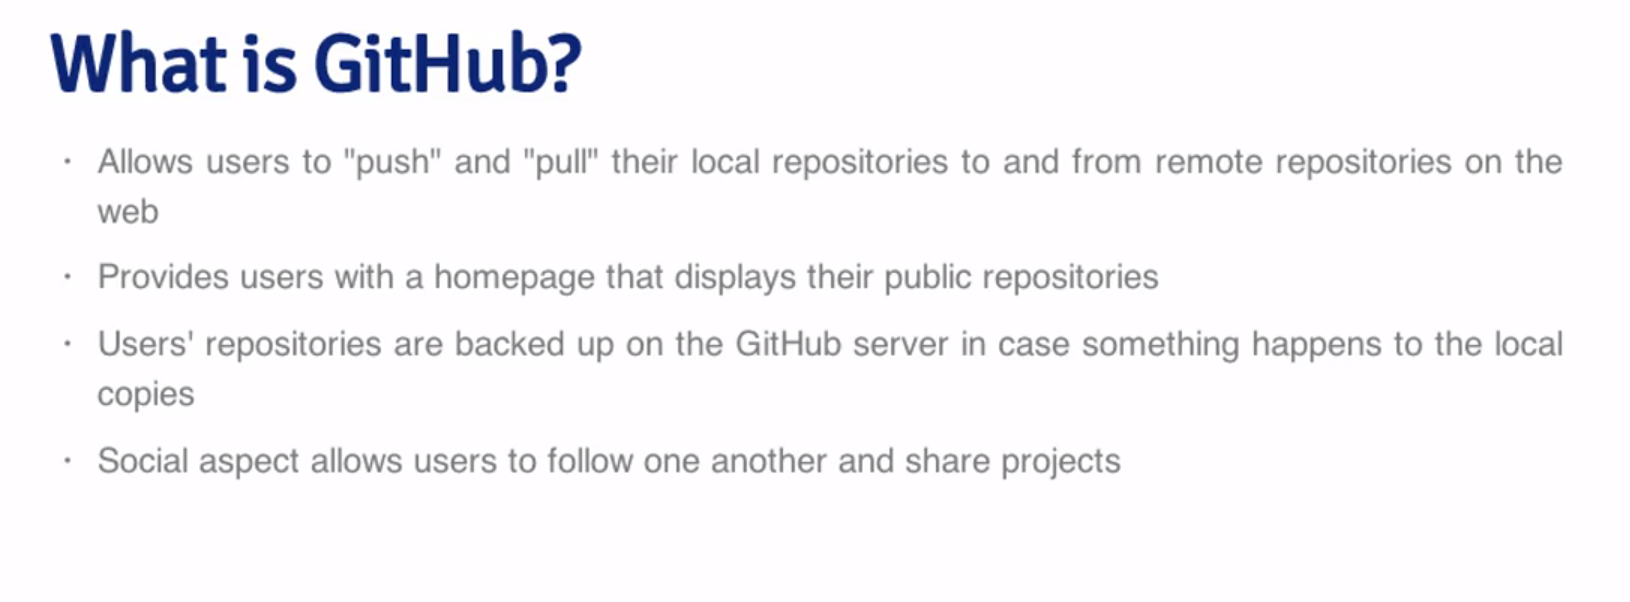 What is GitHub?
· Allows users to "push" and "pull" their local repositories to and from remote repositories on the
web
· Provides users with a homepage that displays their public repositories
· Users' repositories are backed up on the GitHub server in case something happens to the local
copies
· Social aspect allows users to follow one another and share projects